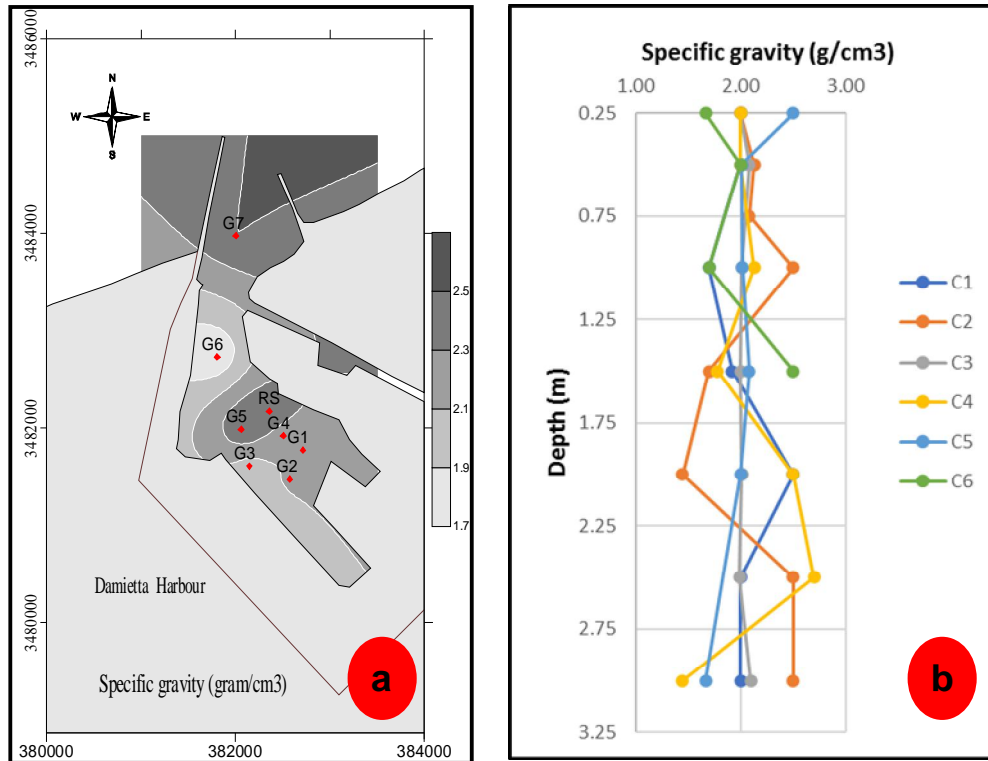 3486000
3484000
3482000
3480000
380000
382000
384000
N
W E
S
G7
G6
RS
G5
G4
G1
G3
G2
2.5
2.3
2.1
1.9
1.7
Damietta Harbour
Specific gravity (gram/cm3)
a
Specific gravity (g/cm3)
1.00 2.00 3.00
0.25
0.75
1.25
1.75
2.25
2.75
3.25
Depth (m)
C1
C2
C3
C4
C5
C6
b